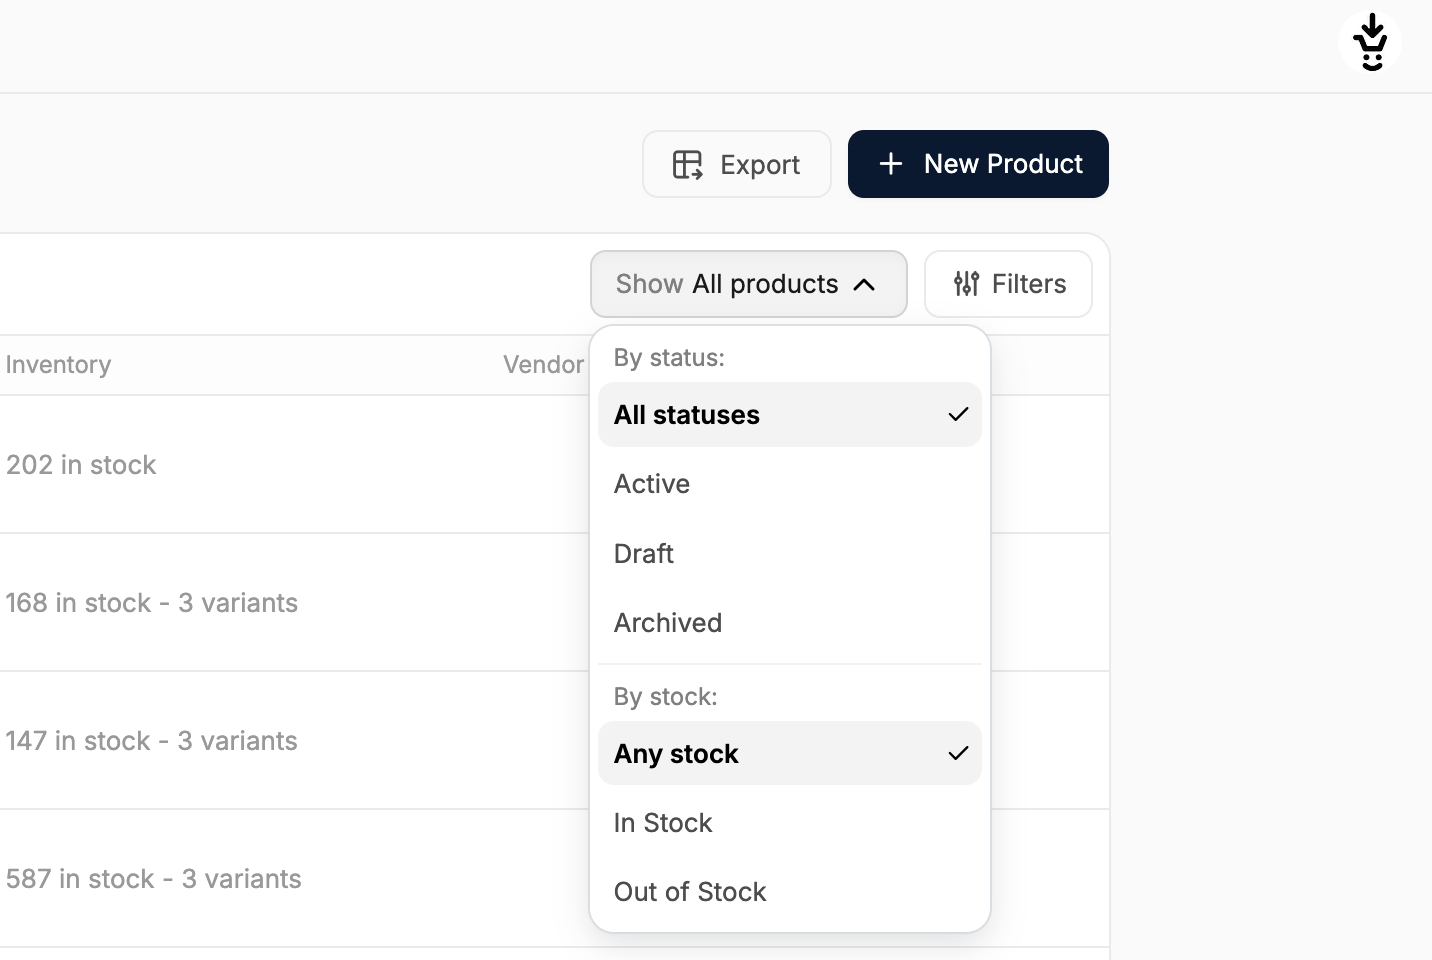 Export
New Product
Show All products
Filters
Inventory
Vendor
By status:
All statuses
202 in stock
Active
Draft
168 in stock - 3 variants
Archived
By stock:
147 in stock - 3 variants
Any stock
In Stock
587 in stock - 3 variants
Out of Stock